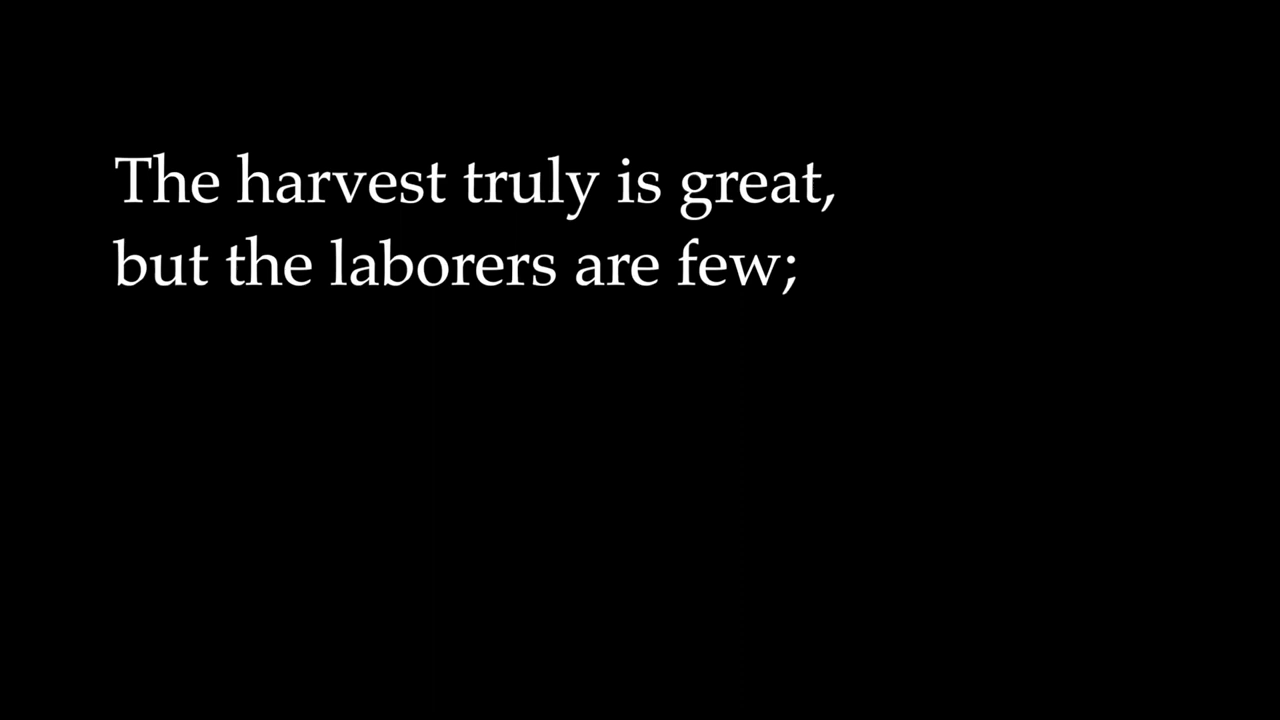 The harvest truly is great,
but the laborers are few;